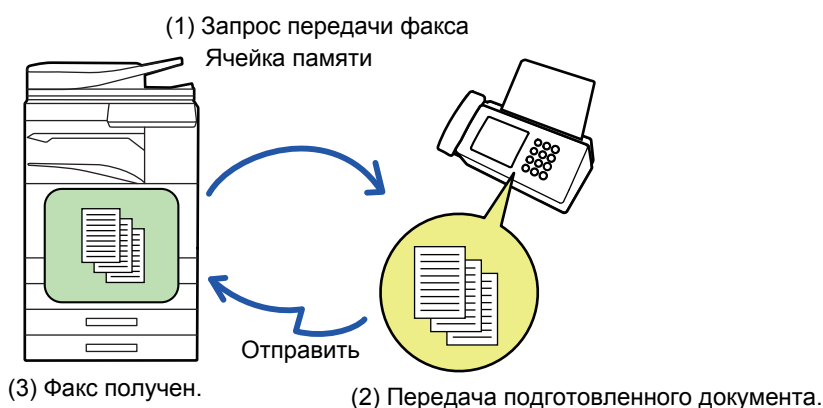 (1) Запрос передачи факса
Ячейка памяти
Отправить
(3) Факс получен.
(2) Передача подготовленного документа.